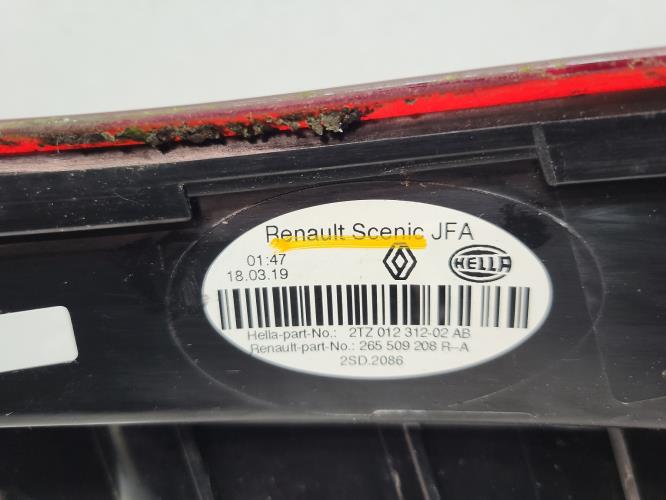 Renault Scenic JFA
01:47
18.03.19
HELLA
Hella-part-No.: 2TZ 012 312-02 AB
Renault-part-No.: 265 509 208 R-A
2SD.2086